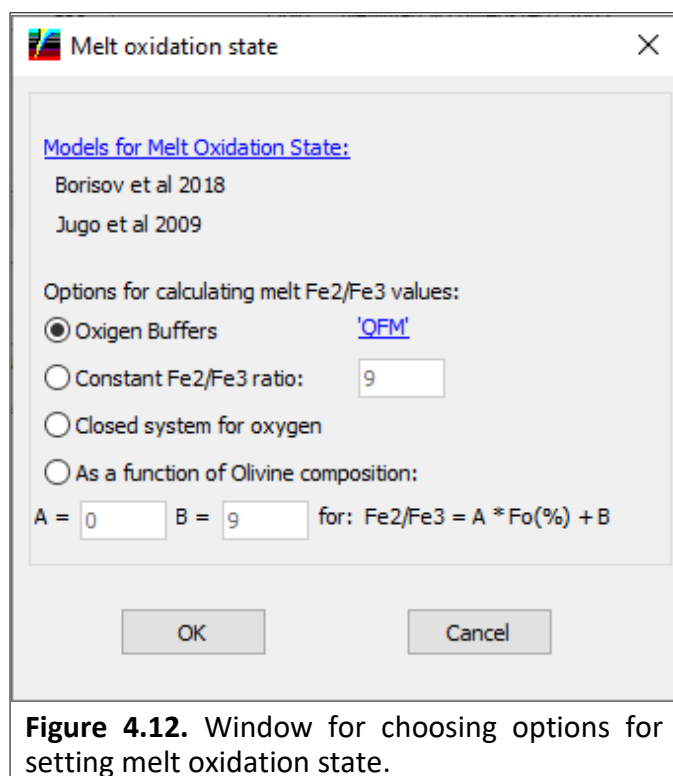 Melt oxidation state
Models for Melt Oxidation State:
Borisov et al 2018
Jugo et al 2009
Options for calculating melt Fe2/Fe3 values:
Oxigen Buffers 'QFM'
Constant Fe2/Fe3 ratio: 9
Closed system for oxygen
As a function of Olivine composition:
A = 0 B = 9 for: Fe2/Fe3 = A * Fo(%) + B
OK Cancel
Figure 4.12. Window for choosing options for
setting melt oxidation state.